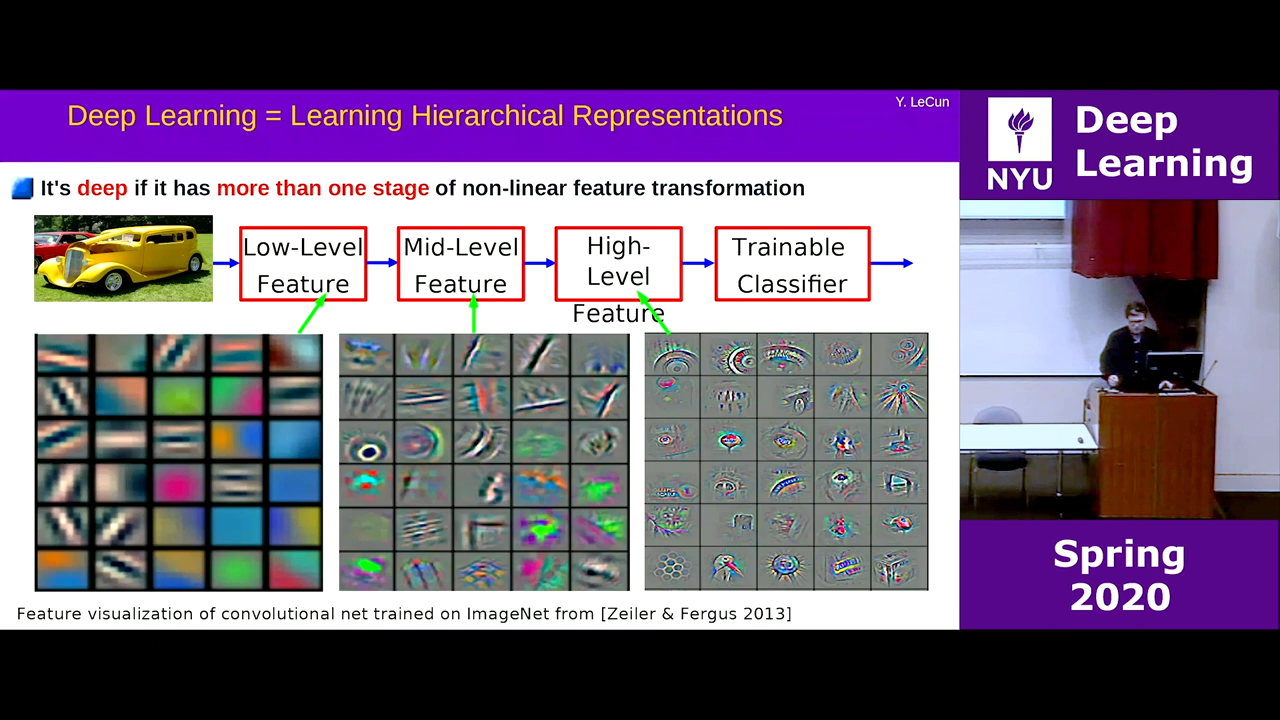 Deep Learning = Learning Hierarchical Representations
Y. LeCun
It's deep if it has more than one stage of non-linear feature transformation
Low-Level
Feature
Mid-Level
Feature
High-
Level
Feature
Trainable
Classifier
Feature visualization of convolutional net trained on ImageNet from [Zeiler & Fergus 2013]
NYU
Deep
Learning
Spring
2020